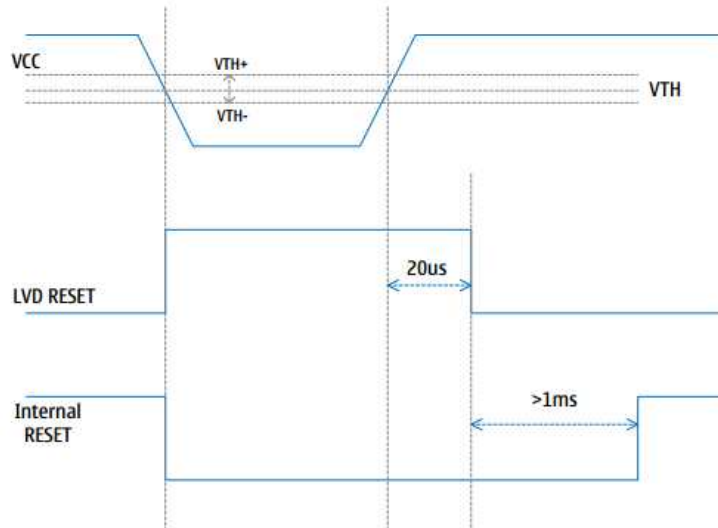 VCC
VTH+
VTH
VTH-
LVD RESET
20us
Internal
RESET
>1ms